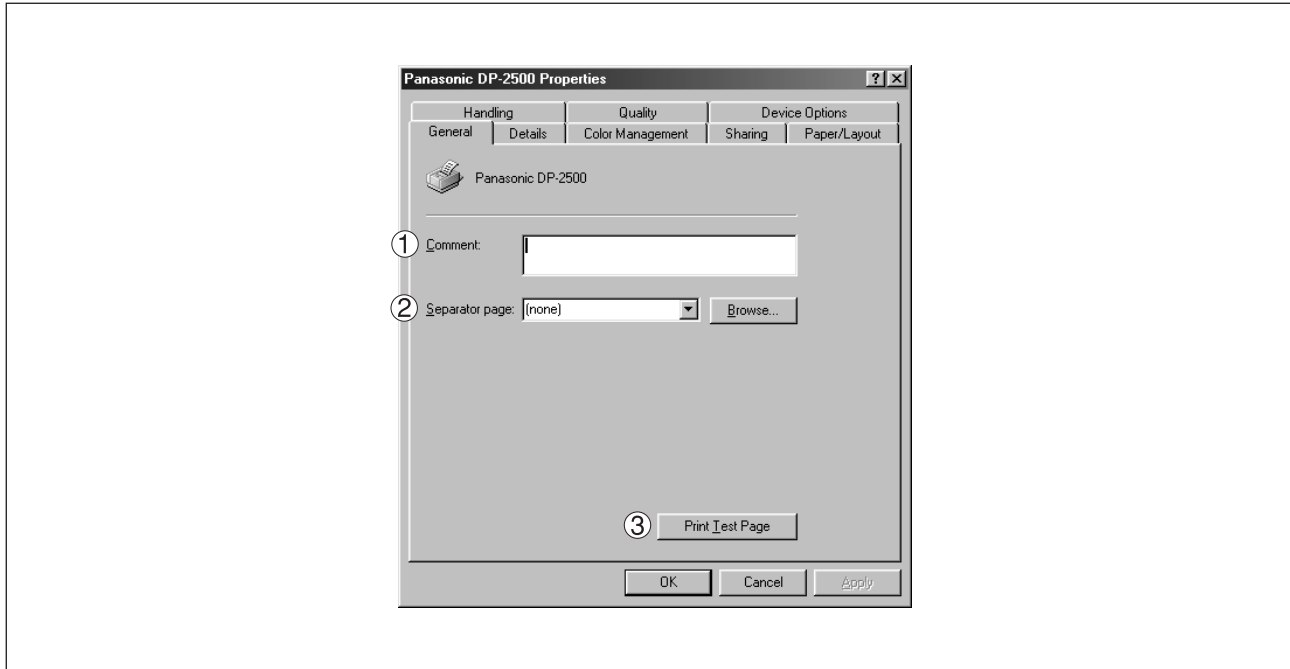 Panasonic DP-2500 Properties ? X
Handling Quality Device Options
General Details Color Management Sharing Paper/Layout
Panasonic DP-2500
① Comment:
② Separator page: (none) Browse...
③ Print Test Page
OK Cancel Apply